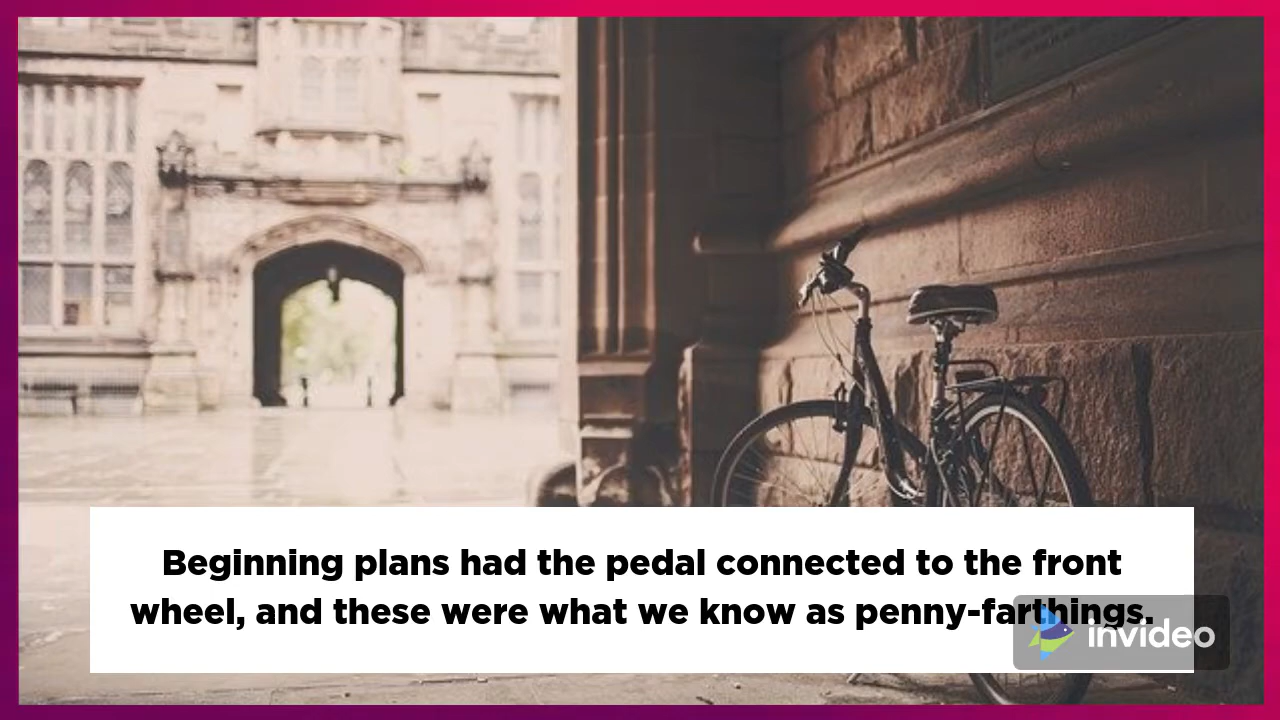 Beginning plans had the pedal connected to the front
wheel, and these were what we know as penny-farthings.
invideo